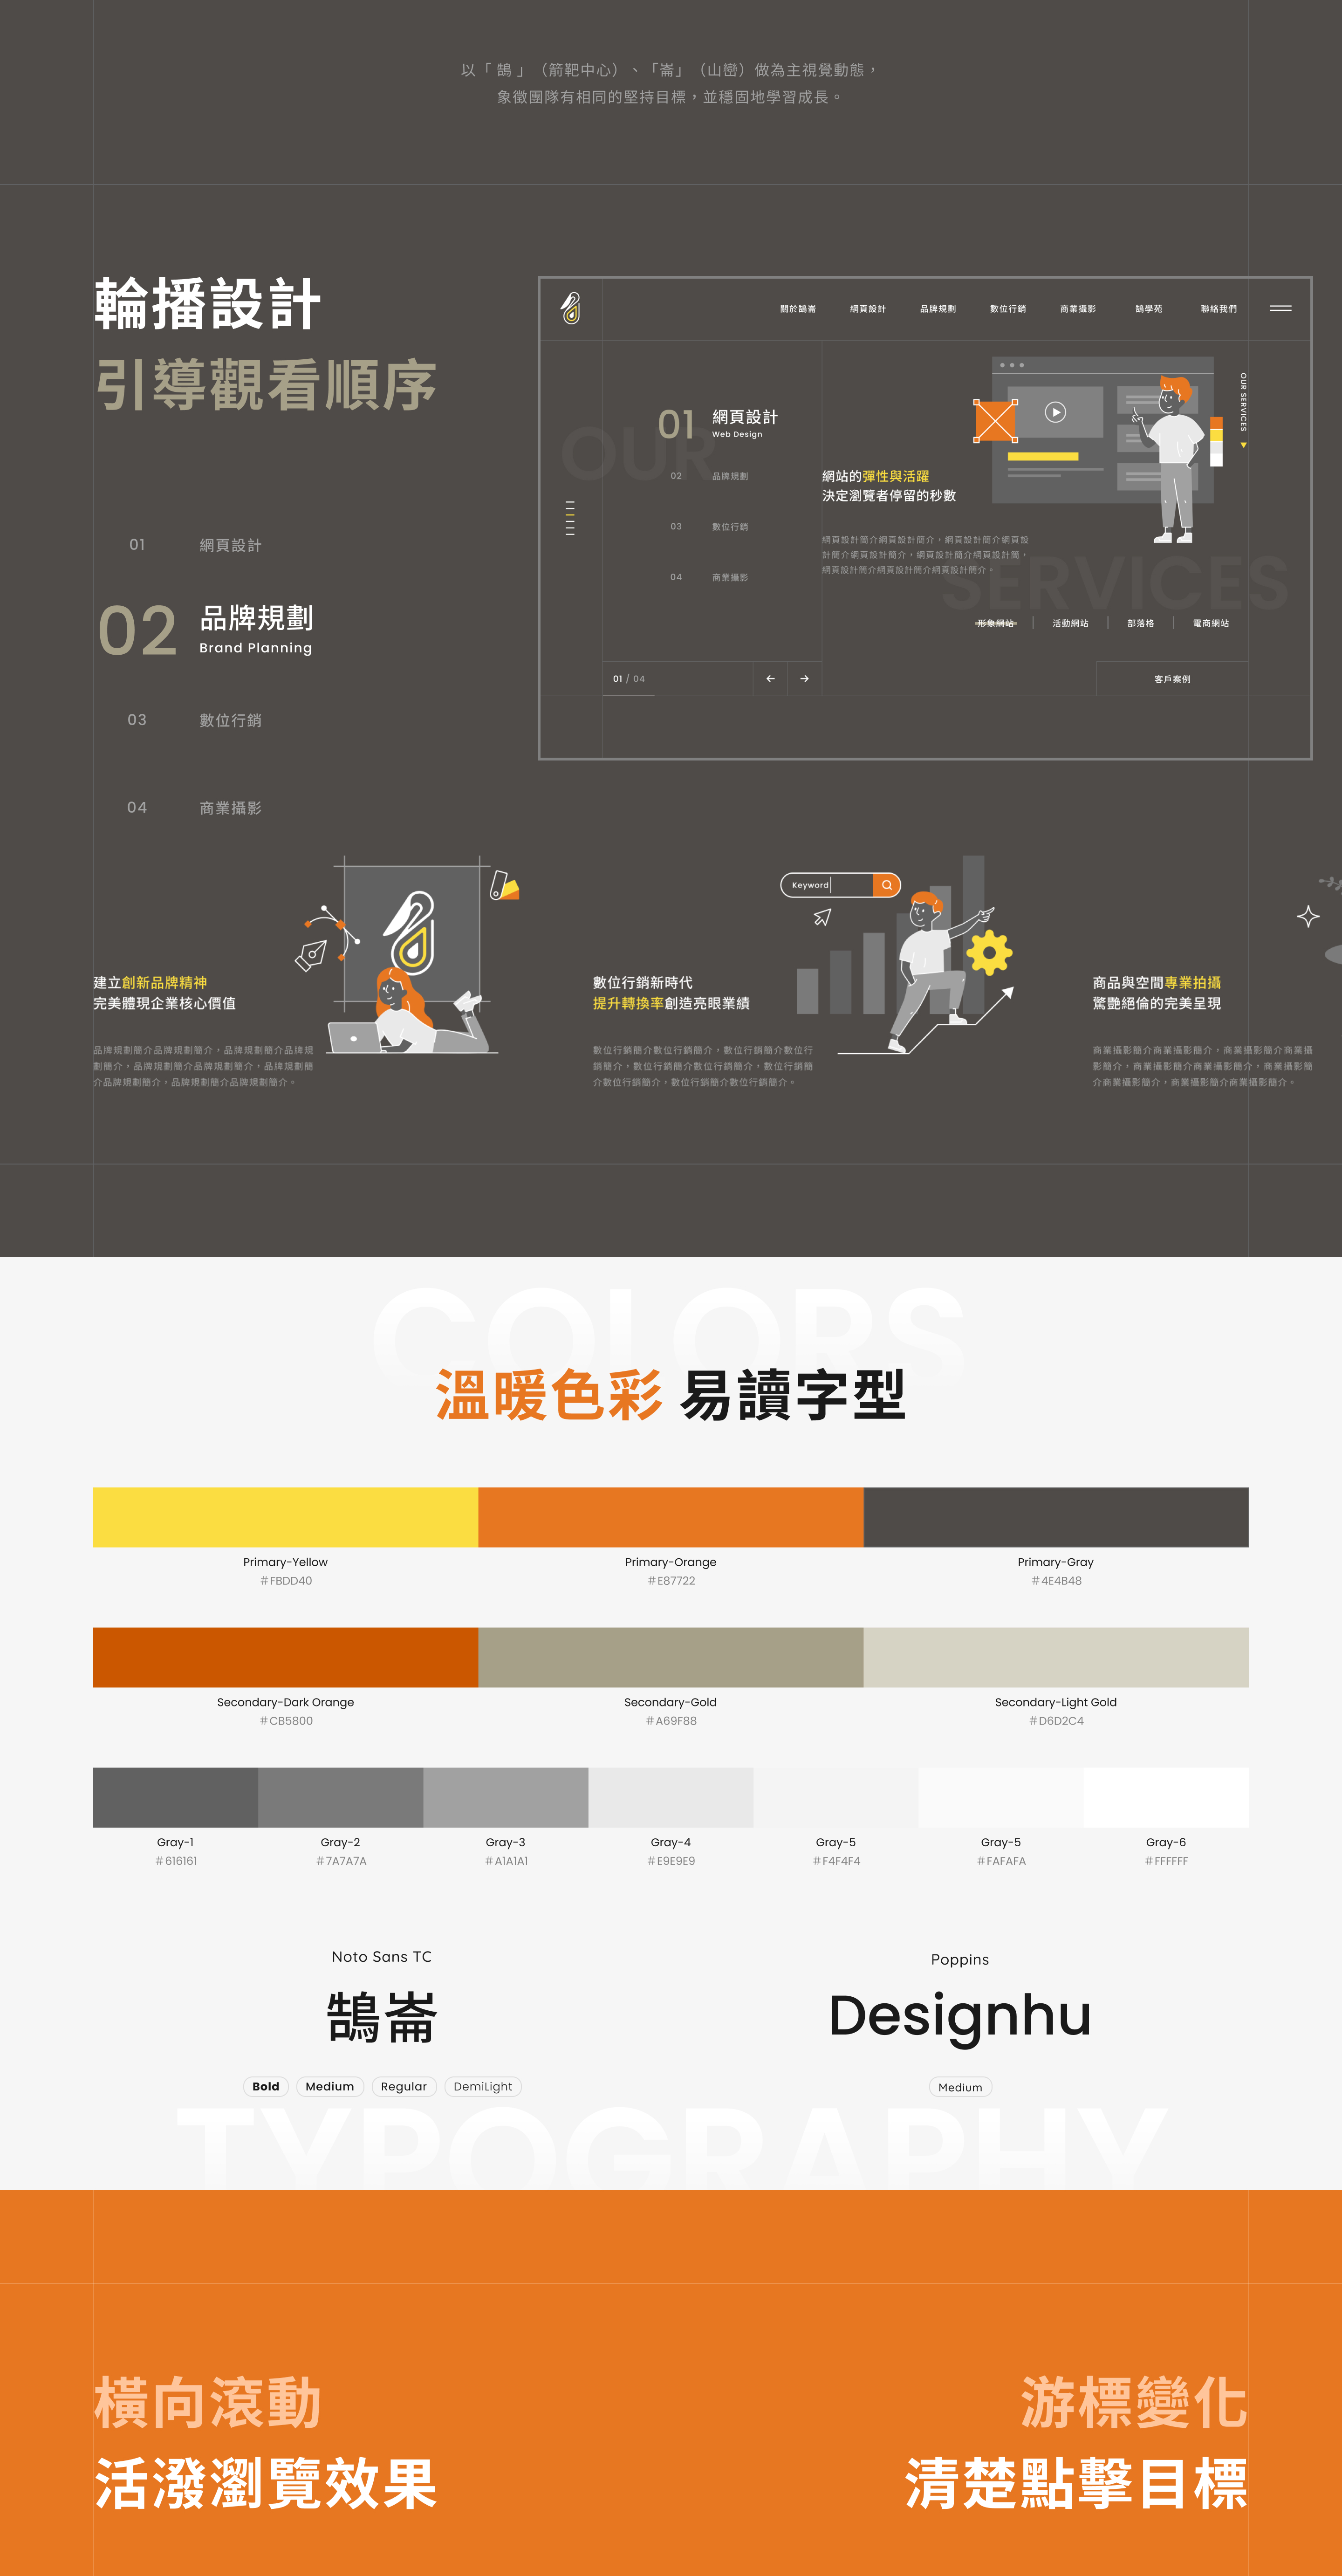 以「 鵠 」（箭靶中心）、「崙」（山巒）做為主視覺動態，
象徵團隊有相同的堅持目標，並穩固地學習成長。
輪播設計
引導觀看順序
01 網頁設計
02 品牌規劃
Brand Planning
03 數位行銷
04 商業攝影
關於鵠崙 網頁設計 品牌規劃 數位行銷 商業攝影 鵠學苑 聯絡我們
OUR
01 網頁設計
Web Design
02 品牌規劃
03 數位行銷
04 商業攝影
OUR SERVICES
網站的彈性與活躍
決定瀏覽者停留的秒數
網頁設計簡介網頁設計簡介，網頁設計簡介網頁設
計簡介網頁設計簡介，網頁設計簡介網頁設計簡，
網頁設計簡介網頁設計簡介網頁設計簡介。
SERVICES
形象網站 活動網站 部落格 電商網站
01 / 04
客戶案例
建立創新品牌精神
完美體現企業核心價值
品牌規劃簡介品牌規劃簡介，品牌規劃簡介品牌規
劃簡介，品牌規劃簡介品牌規劃簡介，品牌規劃簡
介品牌規劃簡介，品牌規劃簡介品牌規劃簡介。
Keyword
數位行銷新時代
提升轉換率創造亮眼業績
數位行銷簡介數位行銷簡介，數位行銷簡介數位行
銷簡介，數位行銷簡介數位行銷簡介，數位行銷簡
介數位行銷簡介，數位行銷簡介數位行銷簡介。
商品與空間專業拍攝
驚艷絕倫的完美呈現
商業攝影簡介商業攝影簡介，商業攝影簡介商業攝
影簡介，商業攝影簡介商業攝影簡介，商業攝影簡
介商業攝影簡介，商業攝影簡介商業攝影簡介。
COLORS
溫暖色彩 易讀字型
Primary-Yellow
#FBDD40
Primary-Orange
#E87722
Primary-Gray
#4E4B48
Secondary-Dark Orange
#CB5800
Secondary-Gold
#A69F88
Secondary-Light Gold
#D6D2C4
Gray-1
#616161
Gray-2
#7A7A7A
Gray-3
#A1A1A1
Gray-4
#E9E9E9
Gray-5
#F4F4F4
Gray-5
#FAFAFA
Gray-6
#FFFFFF
Noto Sans TC
鵠崙
Bold Medium Regular DemiLight
Poppins
Designhu
Medium
TYPOGRAPHY
橫向滾動
活潑瀏覽效果
游標變化
清楚點擊目標